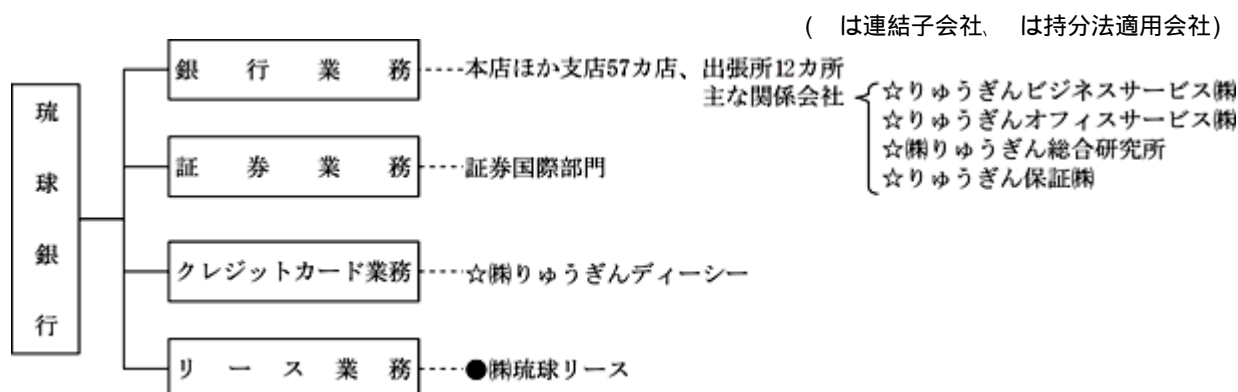 (　は連結子会社、　は持分法適用会社)
琉球銀行
銀行業務
本店ほか支店57カ店、出張所12カ所
主な関係会社
☆りゅうぎんビジネスサービス㈱
☆りゅうぎんオフィスサービス㈱
☆㈱りゅうぎん総合研究所
☆りゅうぎん保証㈱
証券業務
証券国際部門
クレジットカード業務
☆㈱りゅうぎんディーシー
リース業務
●㈱琉球リース